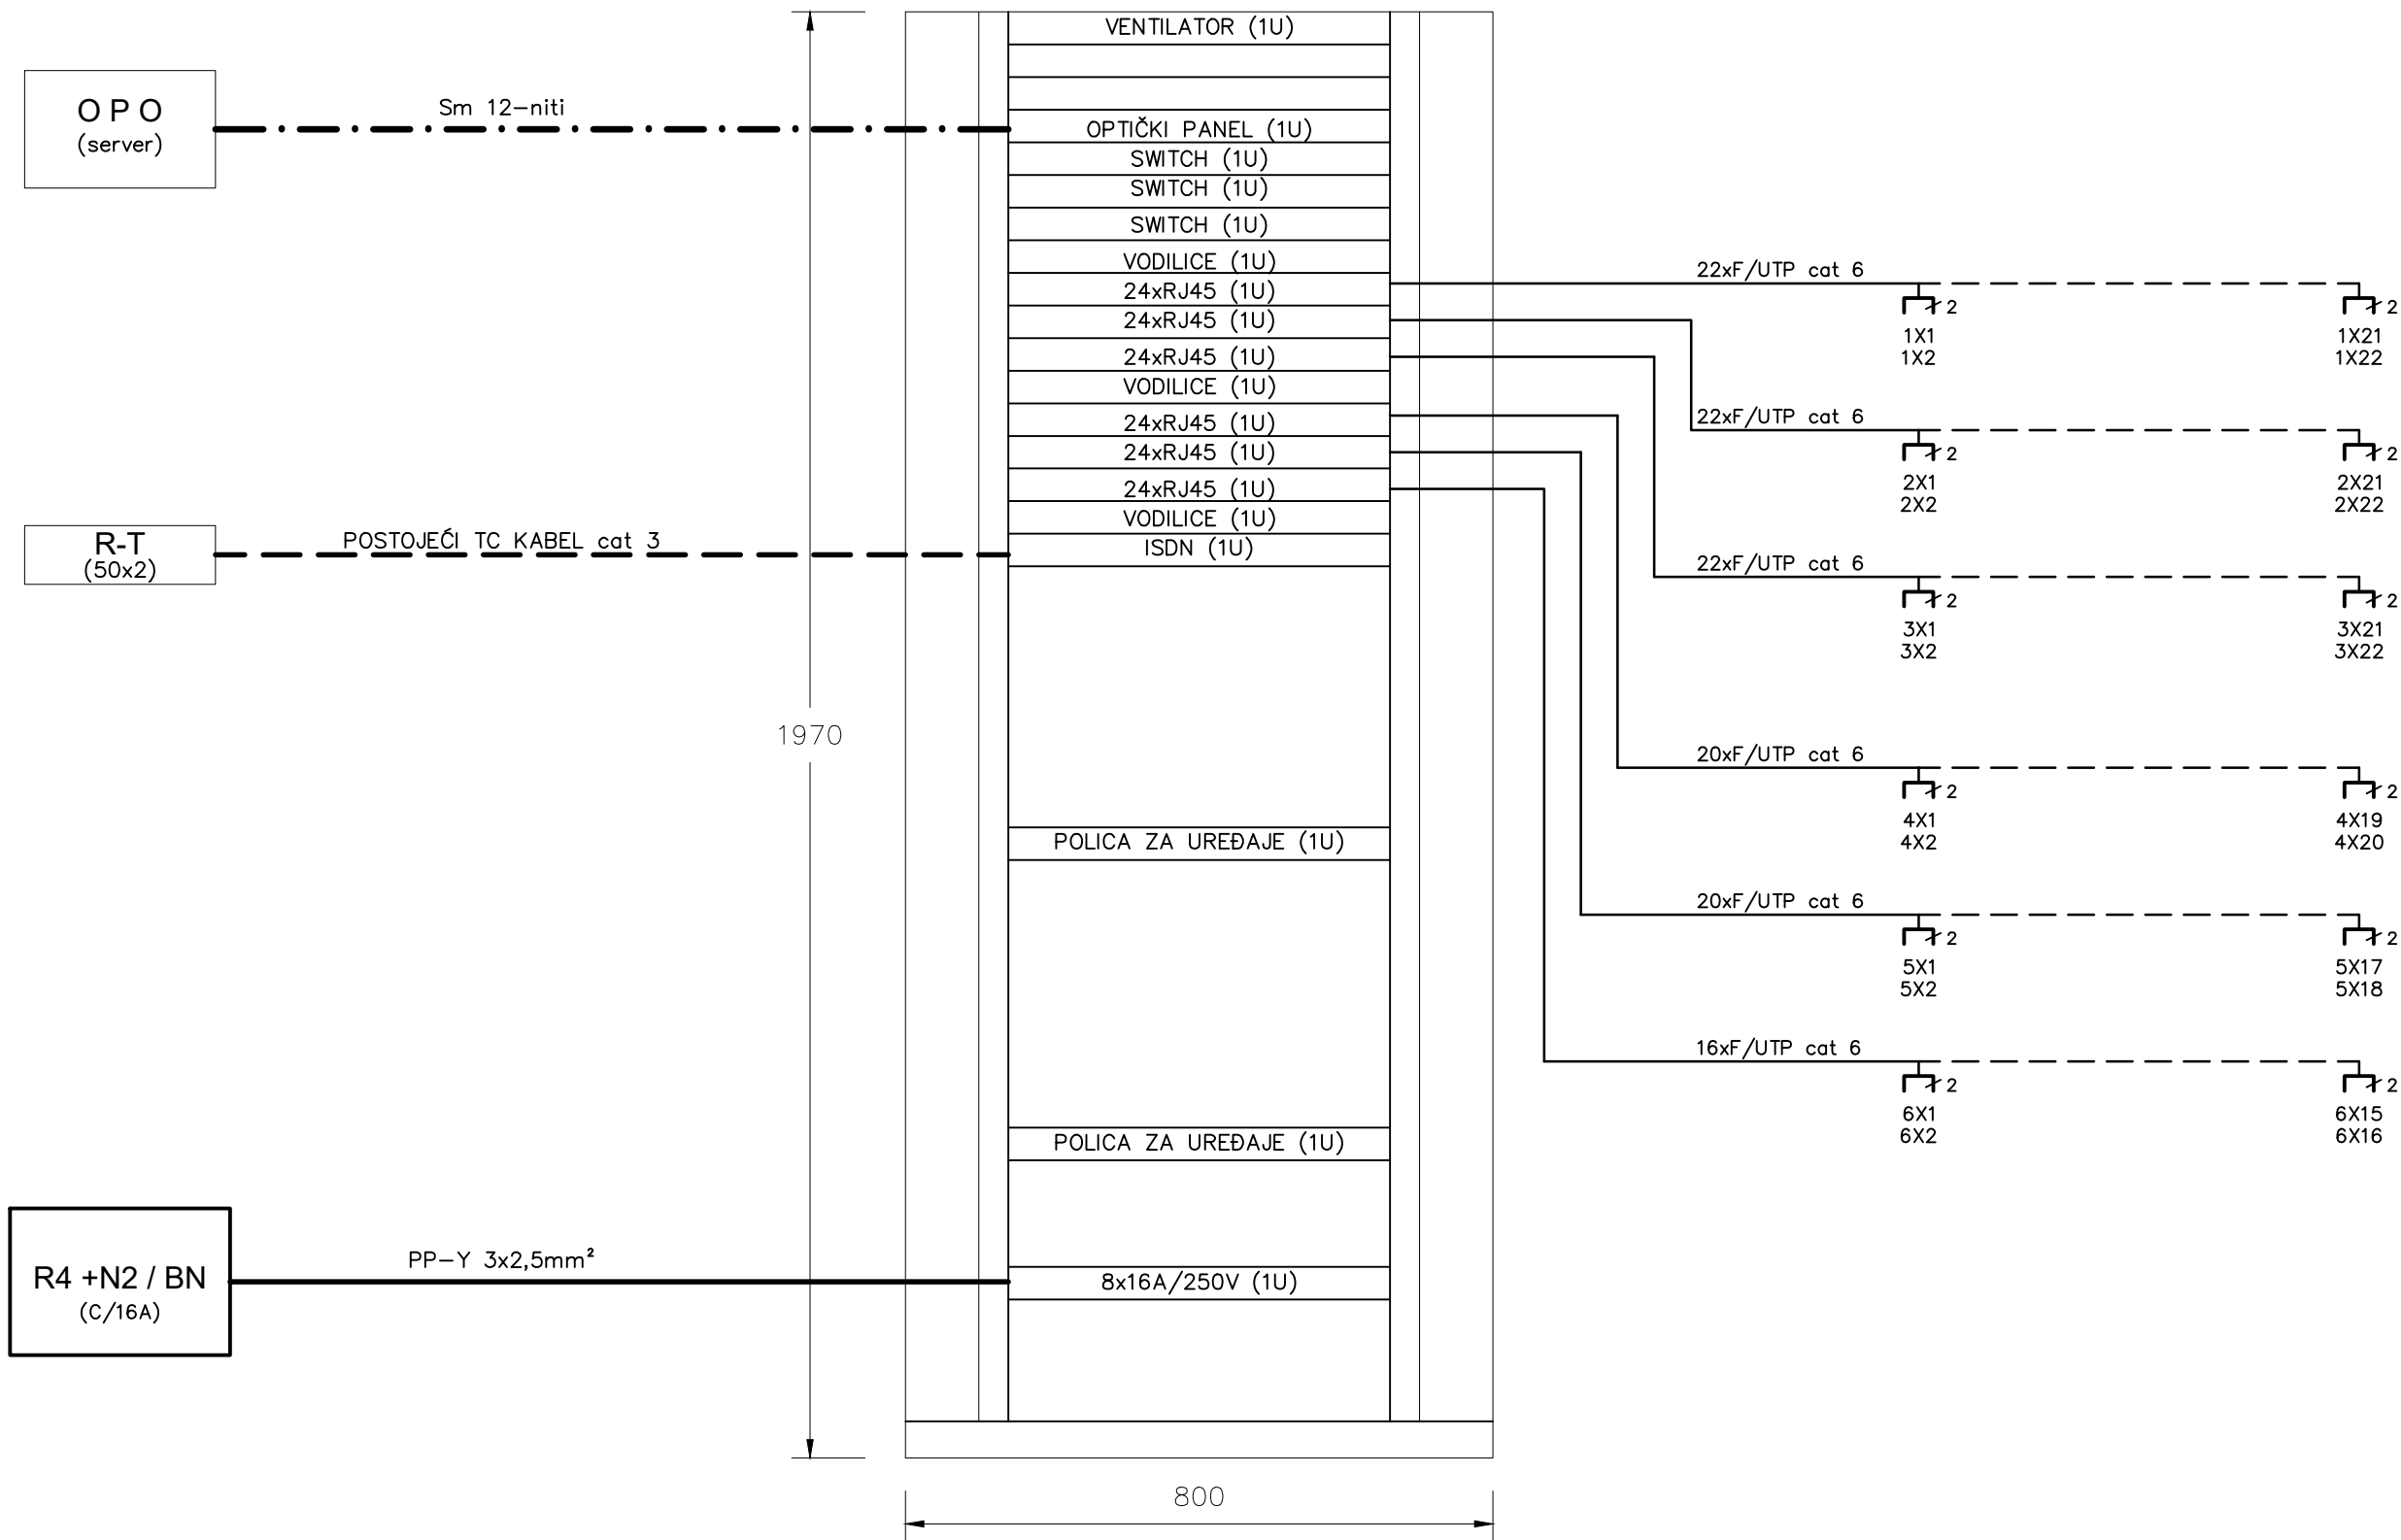 O P O
(server)
Sm 12-niti
R-T
(50x2)
POSTOJEĆI TC KABEL cat 3
R4 +N2 / BN
(C/16A)
PP-Y 3x2,5mm²
1970
800
VENTILATOR (1U)
OPTIČKI PANEL (1U)
SWITCH (1U)
SWITCH (1U)
SWITCH (1U)
VODILICE (1U)
24xRJ45 (1U)
24xRJ45 (1U)
24xRJ45 (1U)
VODILICE (1U)
24xRJ45 (1U)
24xRJ45 (1U)
24xRJ45 (1U)
VODILICE (1U)
ISDN (1U)
POLICA ZA UREĐAJE (1U)
POLICA ZA UREĐAJE (1U)
8x16A/250V (1U)
22xF/UTP cat 6
2
1X1
1X2
2
1X21
1X22
22xF/UTP cat 6
2
2X1
2X2
2
2X21
2X22
22xF/UTP cat 6
2
3X1
3X2
2
3X21
3X22
20xF/UTP cat 6
2
4X1
4X2
2
4X19
4X20
20xF/UTP cat 6
2
5X1
5X2
2
5X17
5X18
16xF/UTP cat 6
2
6X1
6X2
2
6X15
6X16